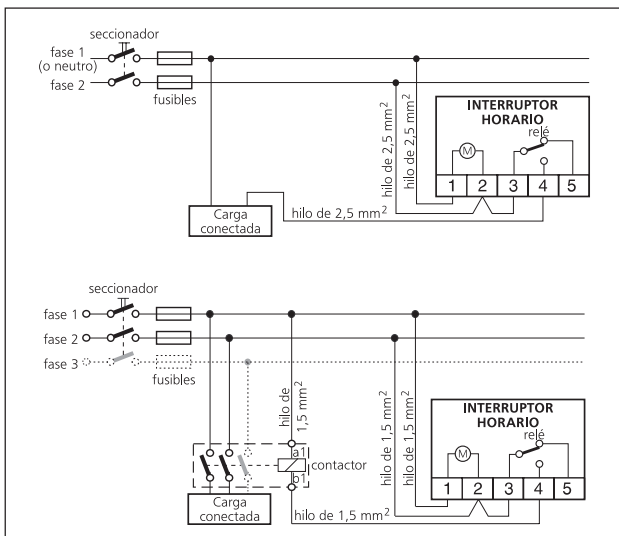 seccionador
fase 1
(o neutro)
fase 2
fusibles
hilo de 2,5 mm²
hilo de 2,5 mm²
INTERRUPTOR
HORARIO
relé
M
1 2 3 4 5
Carga
conectada
hilo de 2,5 mm²
seccionador
fase 1
fase 2
fase 3
fusibles
hilo de
1,5 mm²
hilo de 1,5 mm²
hilo de 1,5 mm²
INTERRUPTOR
HORARIO
relé
M
1 2 3 4 5
a1
contactor
b1
Carga
conectada
hilo de 1,5 mm²